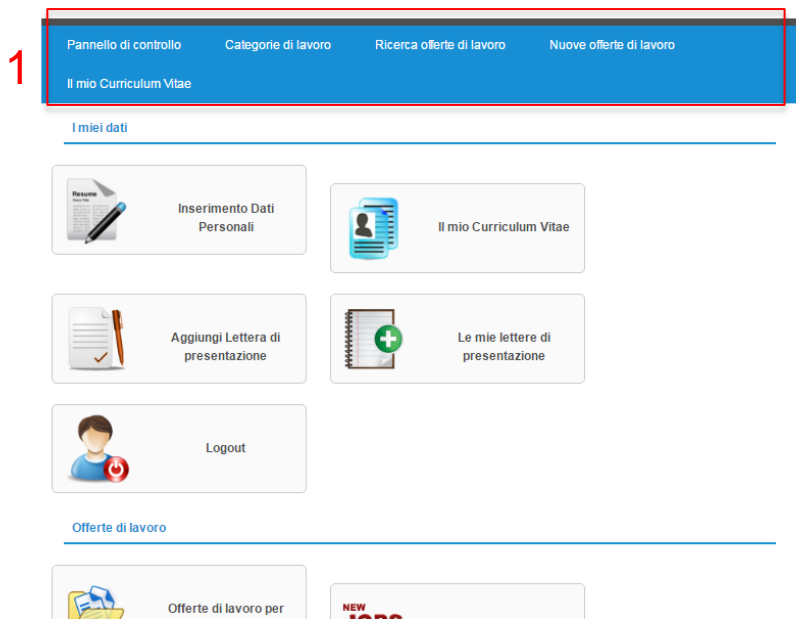 1
Pannello di controllo Categorie di lavoro Ricerca offerte di lavoro Nuove offerte di lavoro
Il mio Curriculum Vitae
I miei dati
Resume
Inserimento Dati
Personali
Il mio Curriculum Vitae
Aggiungi Lettera di
presentazione
Le mie lettere di
presentazione
Logout
Offerte di lavoro
Offerte di lavoro per
NEW
JOBS